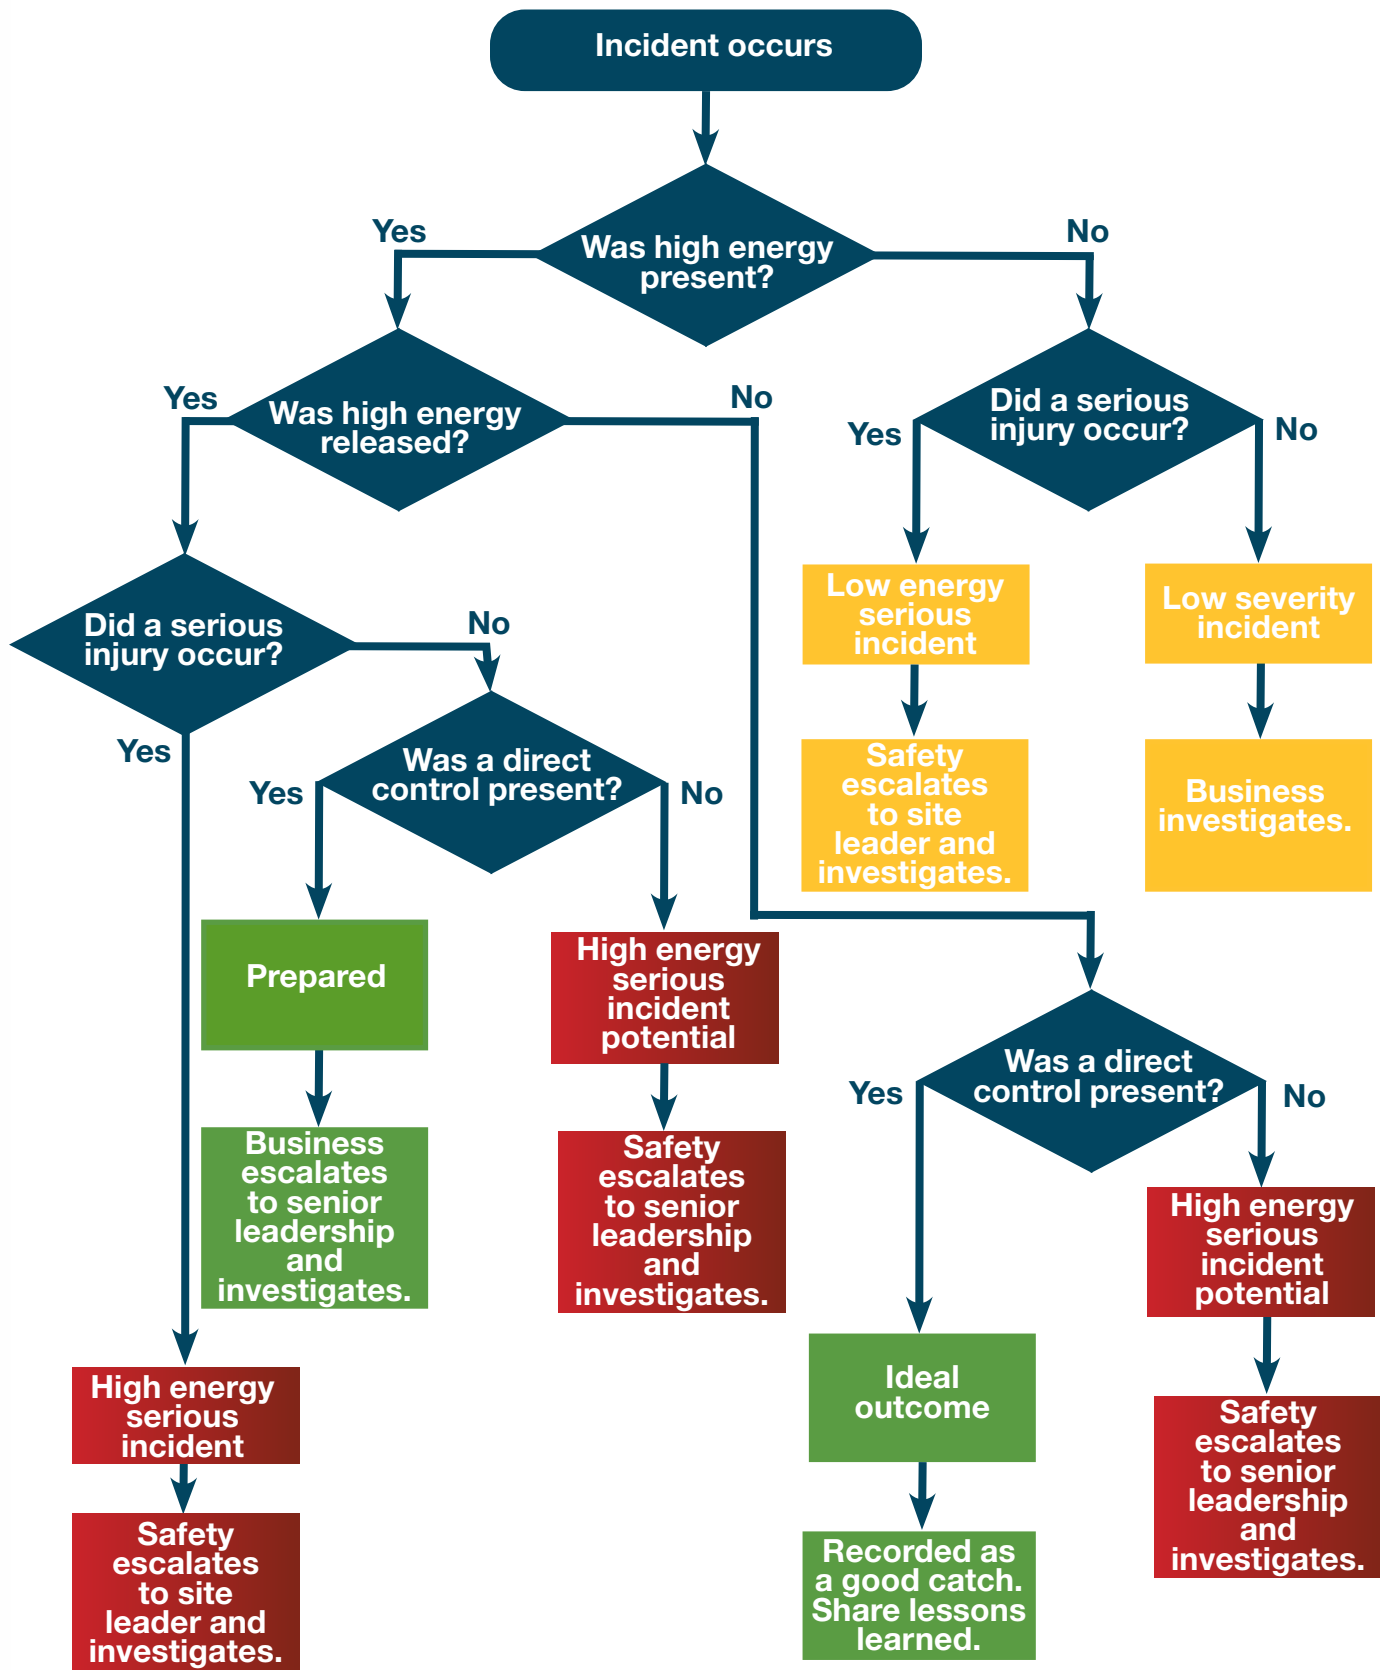 Incident occurs
Was high energy
present?
Yes
No
Was high energy
released?
Yes
No
Did a serious
injury occur?
Yes
No
Low energy
serious
incident
Low severity
incident
Safety
escalates
to site
leader and
investigates.
Business
investigates.
Did a serious
injury occur?
No
Yes
Was a direct
control present?
Yes
No
Prepared
High energy
serious
incident
potential
Business
escalates
to senior
leadership
and
investigates.
Safety
escalates
to senior
leadership
and
investigates.
Was a direct
control present?
Yes
No
High energy
serious
incident
potential
Ideal
outcome
High energy
serious
incident
Safety
escalates
to senior
leadership
and
investigates.
Safety
escalates
to site
leader and
investigates.
Recorded as
a good catch.
Share lessons
learned.